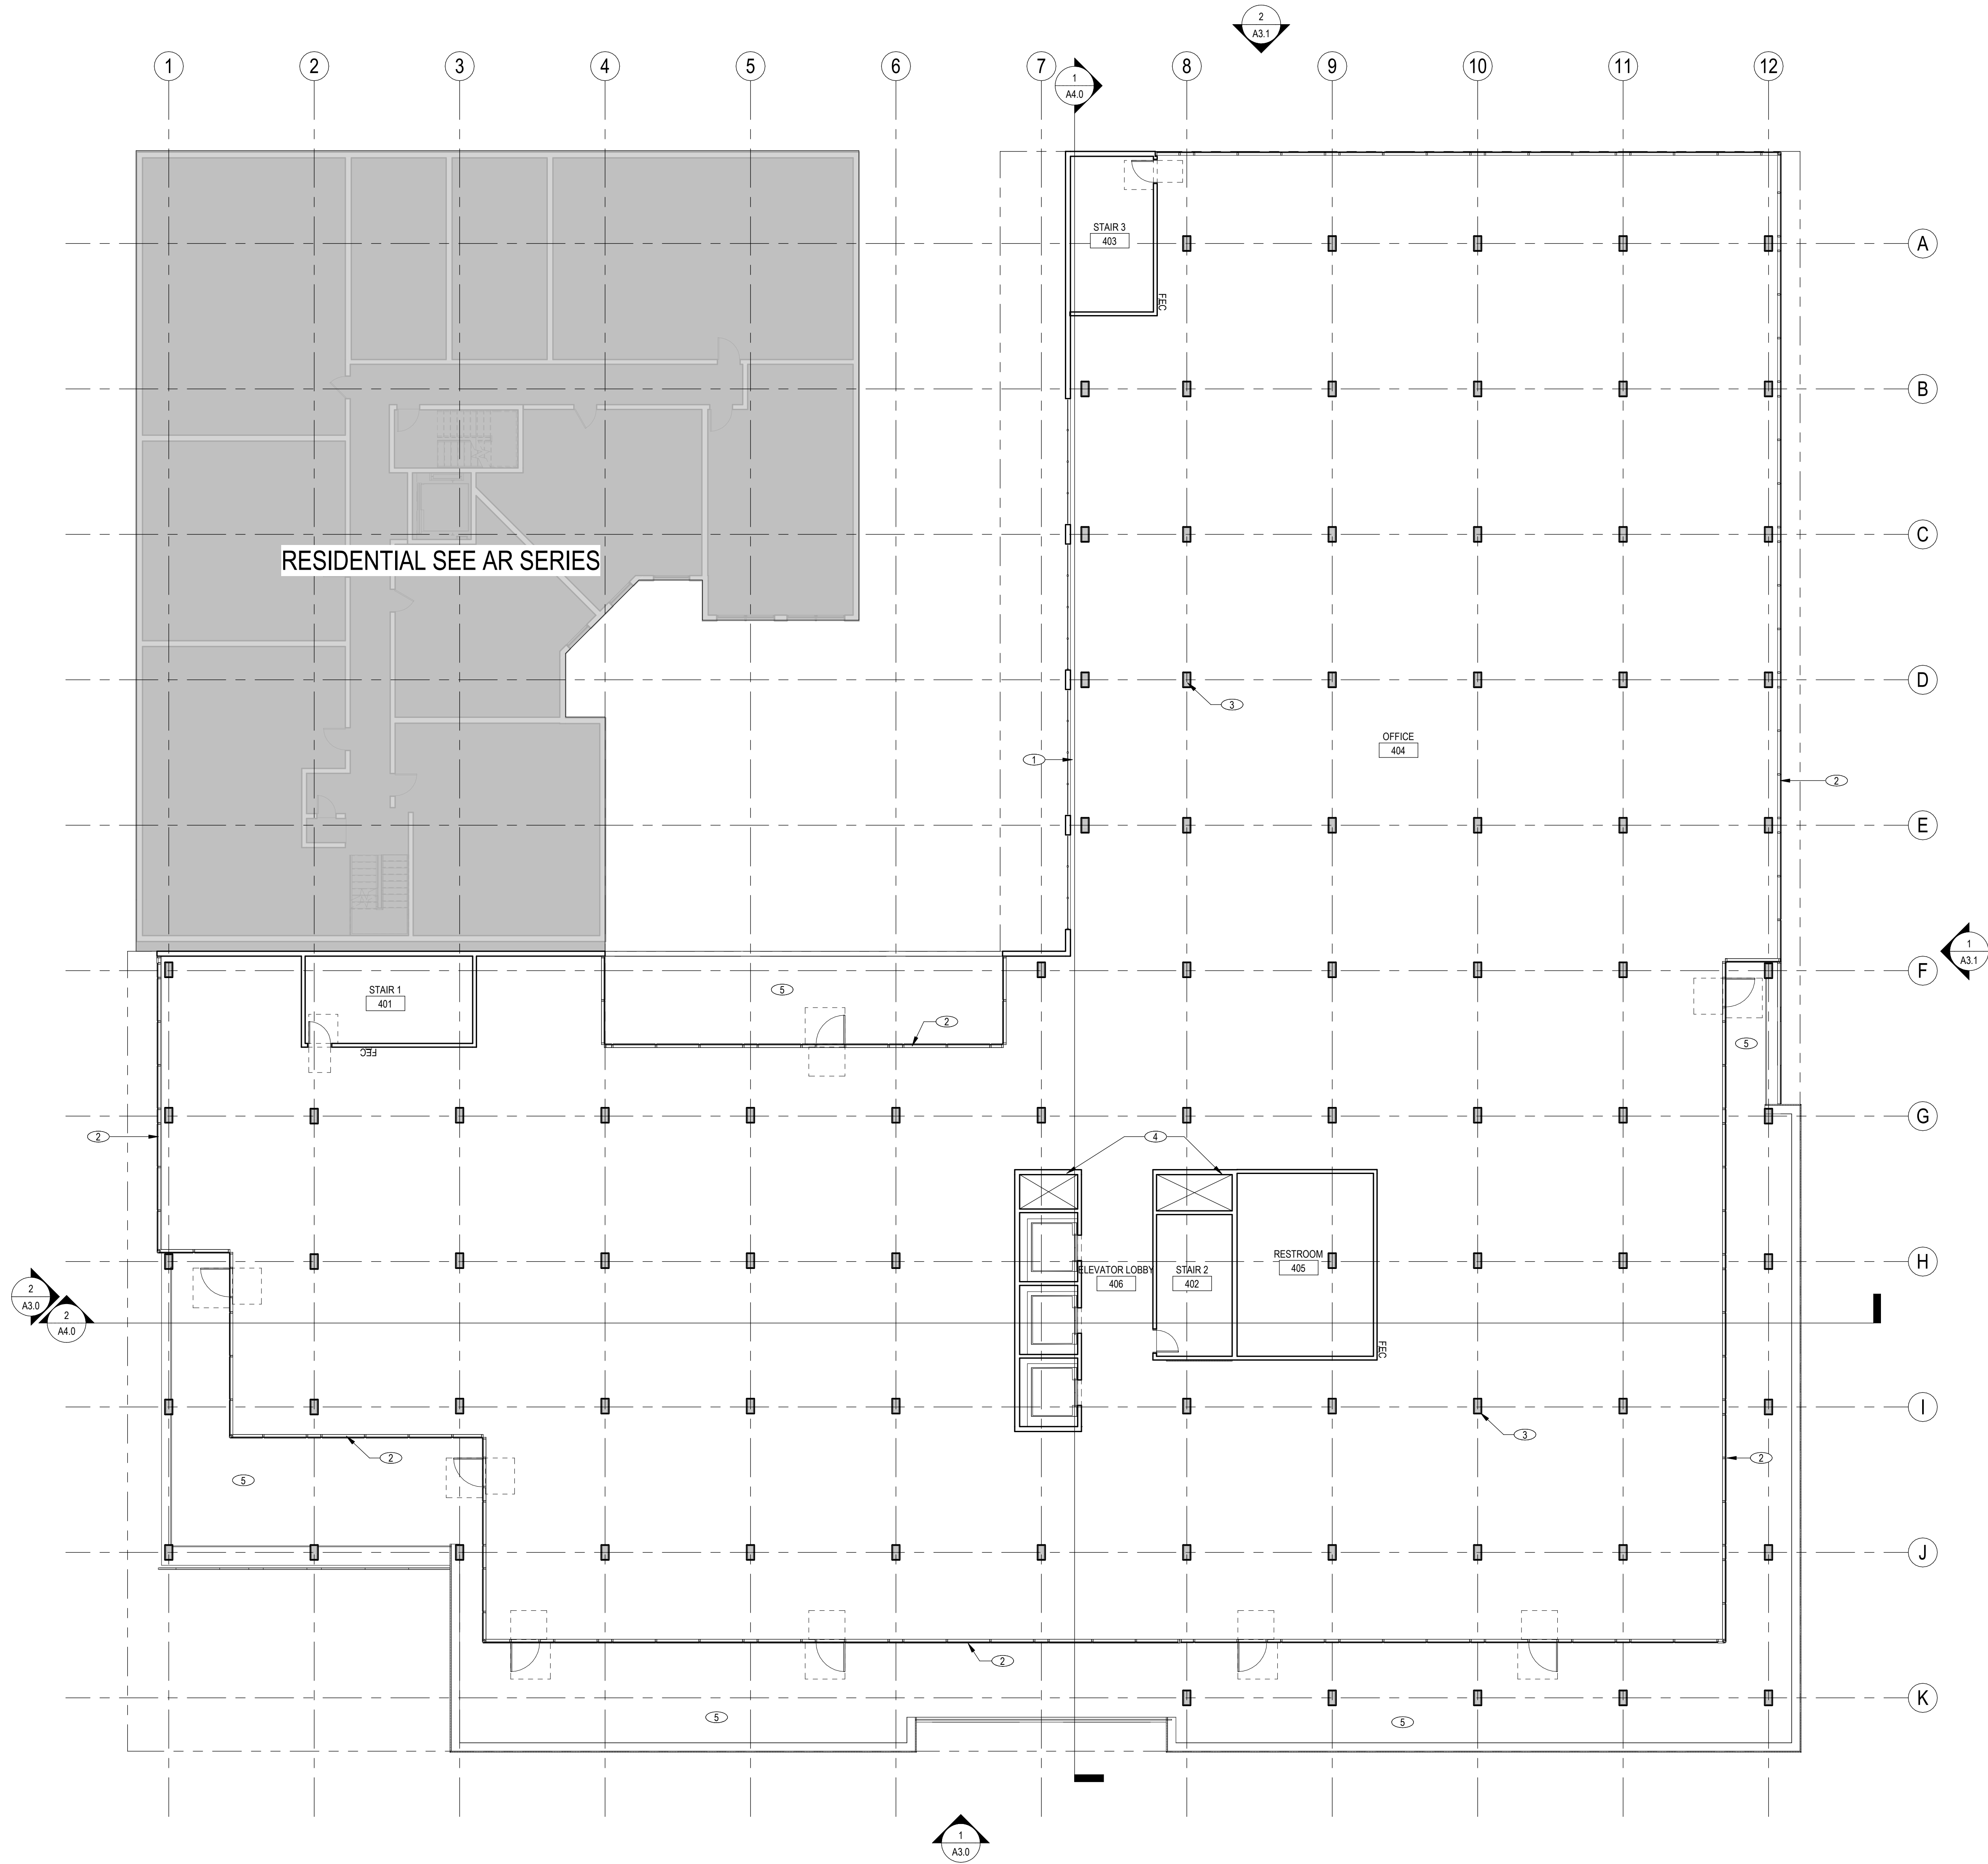 2
A3.1
1
2
3
4
5
6
7
8
9
10
11
12
1
A4.0
STAIR 3
403
A
FEC
B
C
RESIDENTIAL SEE AR SERIES
D
3
OFFICE
404
1
2
E
1
A3.1
F
STAIR 1
401
5
2
5
FEC
G
2
4
RESTROOM
405
H
ELEVATOR LOBBY
406
STAIR 2
402
2
A3.0
2
A4.0
FEC
I
3
2
2
5
J
2
K
5
5
1
A3.0